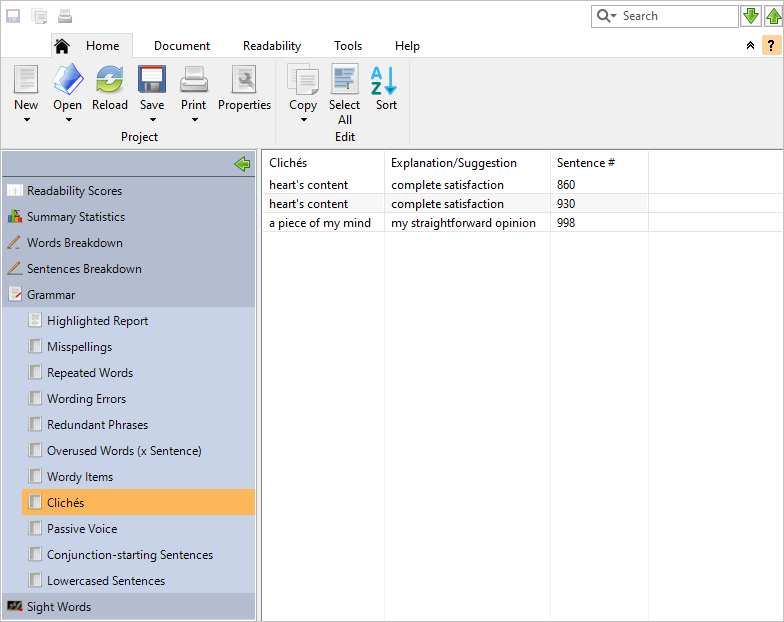 Search
Home Document Readability Tools Help
?
New Open Reload Save Print Properties Copy Select All Sort
Project Edit
Readability Scores
Summary Statistics
Words Breakdown
Sentences Breakdown
Grammar
Highlighted Report
Misspellings
Repeated Words
Wording Errors
Redundant Phrases
Overused Words (x Sentence)
Wordy Items
Clichés
Passive Voice
Conjunction-starting Sentences
Lowercased Sentences
Sight Words
Clichés Explanation/Suggestion Sentence #
heart's content complete satisfaction 860
heart's content complete satisfaction 930
a piece of my mind my straightforward opinion 998